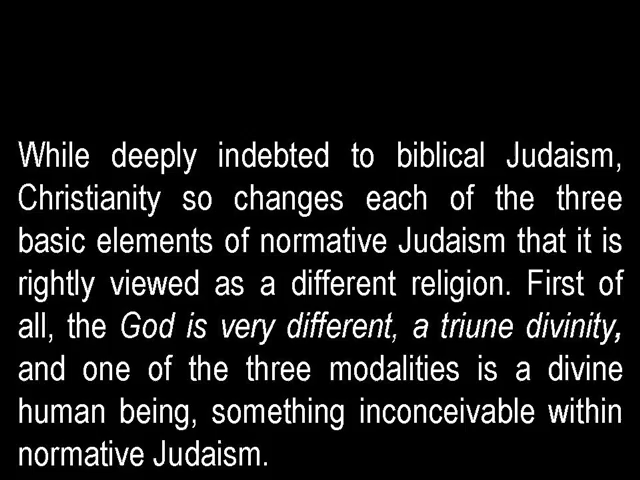 While deeply indebted to biblical Judaism,
Christianity so changes each of the three
basic elements of normative Judaism that it is
rightly viewed as a different religion. First of
all, the God is very different, a triune divinity,
and one of the three modalities is a divine
human being, something inconceivable within
normative Judaism.